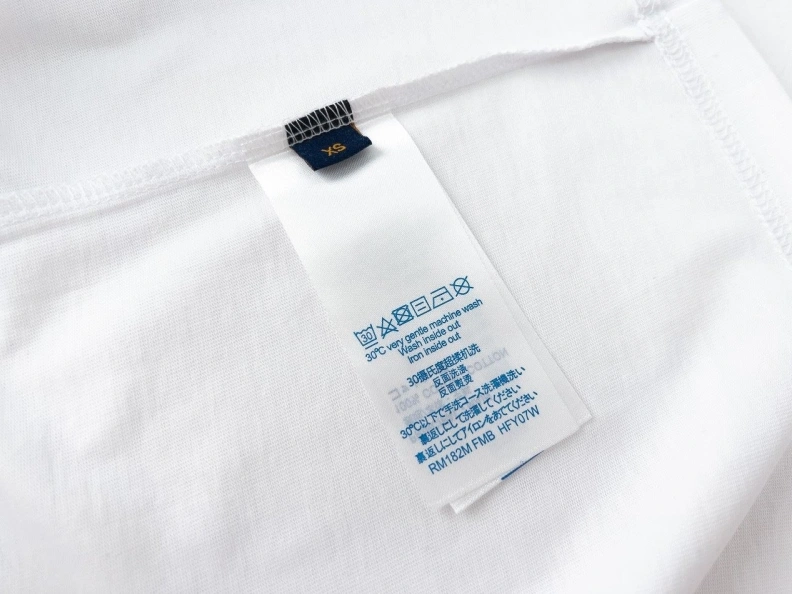 XS
30
30°C very gentle machine wash
Wash inside out
Iron inside out
30摄氏度超柔机洗
反面洗涤
反面熨烫
30℃以下で手洗コース洗濯機洗い
裏返しにして洗濯してください
裏返しにしてアイロンをあててください
RM182M FMB HFY07W